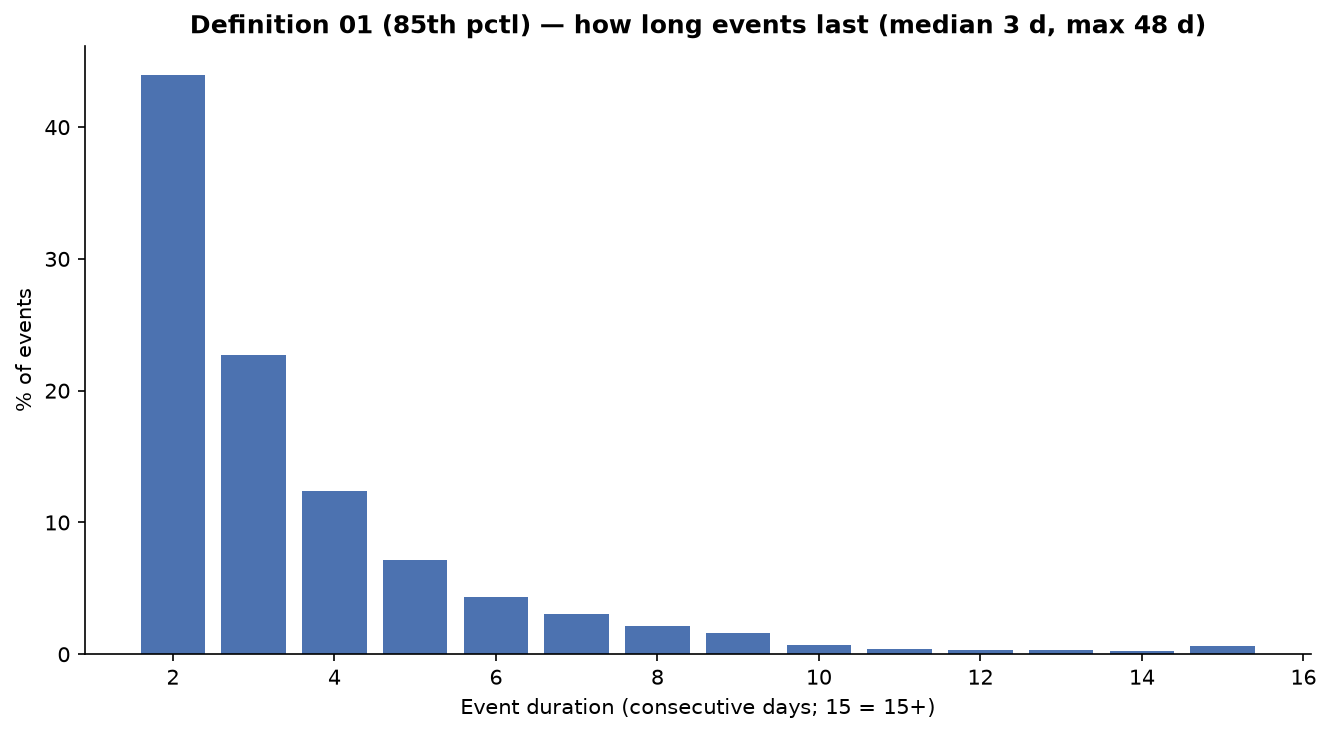 Definition 01 (85th pctl) — how long events last (median 3 d, max 48 d)
% of events
40
30
20
10
0
2 4 6 8 10 12 14 16
Event duration (consecutive days; 15 = 15+)